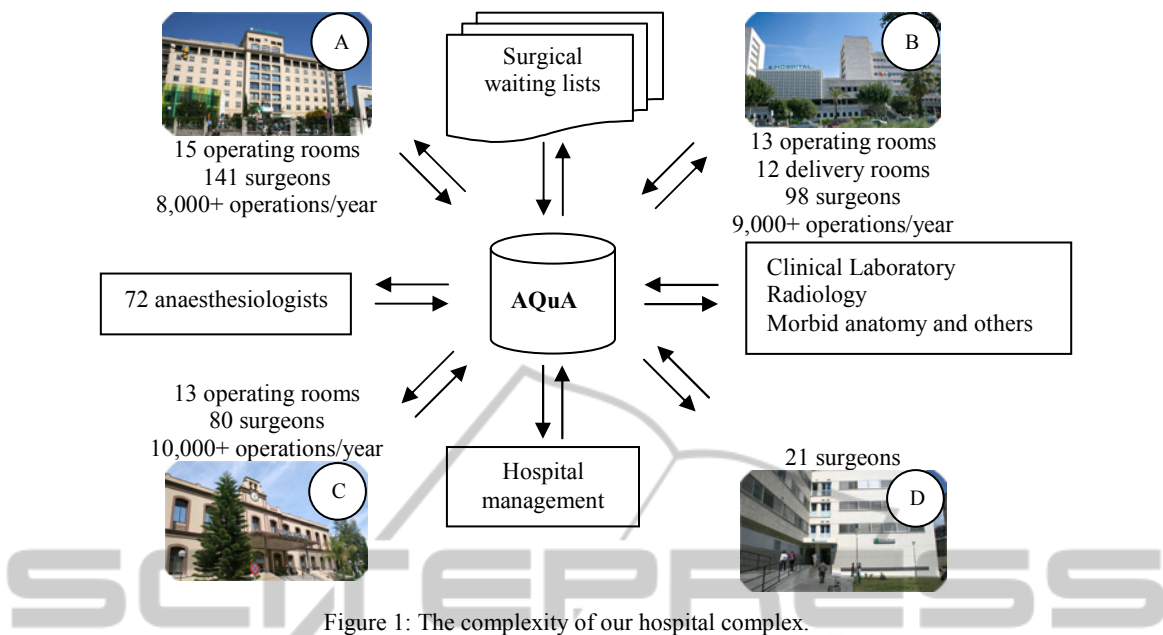 A
15 operating rooms
141 surgeons
8,000+ operations/year
Surgical
waiting lists
HOSPITAL
B
13 operating rooms
12 delivery rooms
98 surgeons
9,000+ operations/year
72 anaesthesiologists
AQuA
Clinical Laboratory
Radiology
Morbid anatomy and others
13 operating rooms
80 surgeons
10,000+ operations/year
C
Hospital
management
21 surgeons
D
SCITEPRESS
Figure 1: The complexity of our hospital complex.